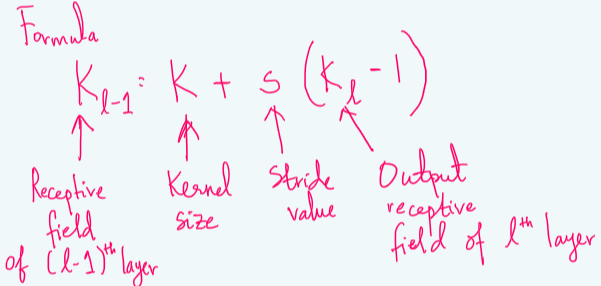 Formula
K_{l-1} = K + s (K_l - 1)
Receptive field of (l-1)^{th} layer
Kernel size
Stride value
Output receptive field of l^{th} layer